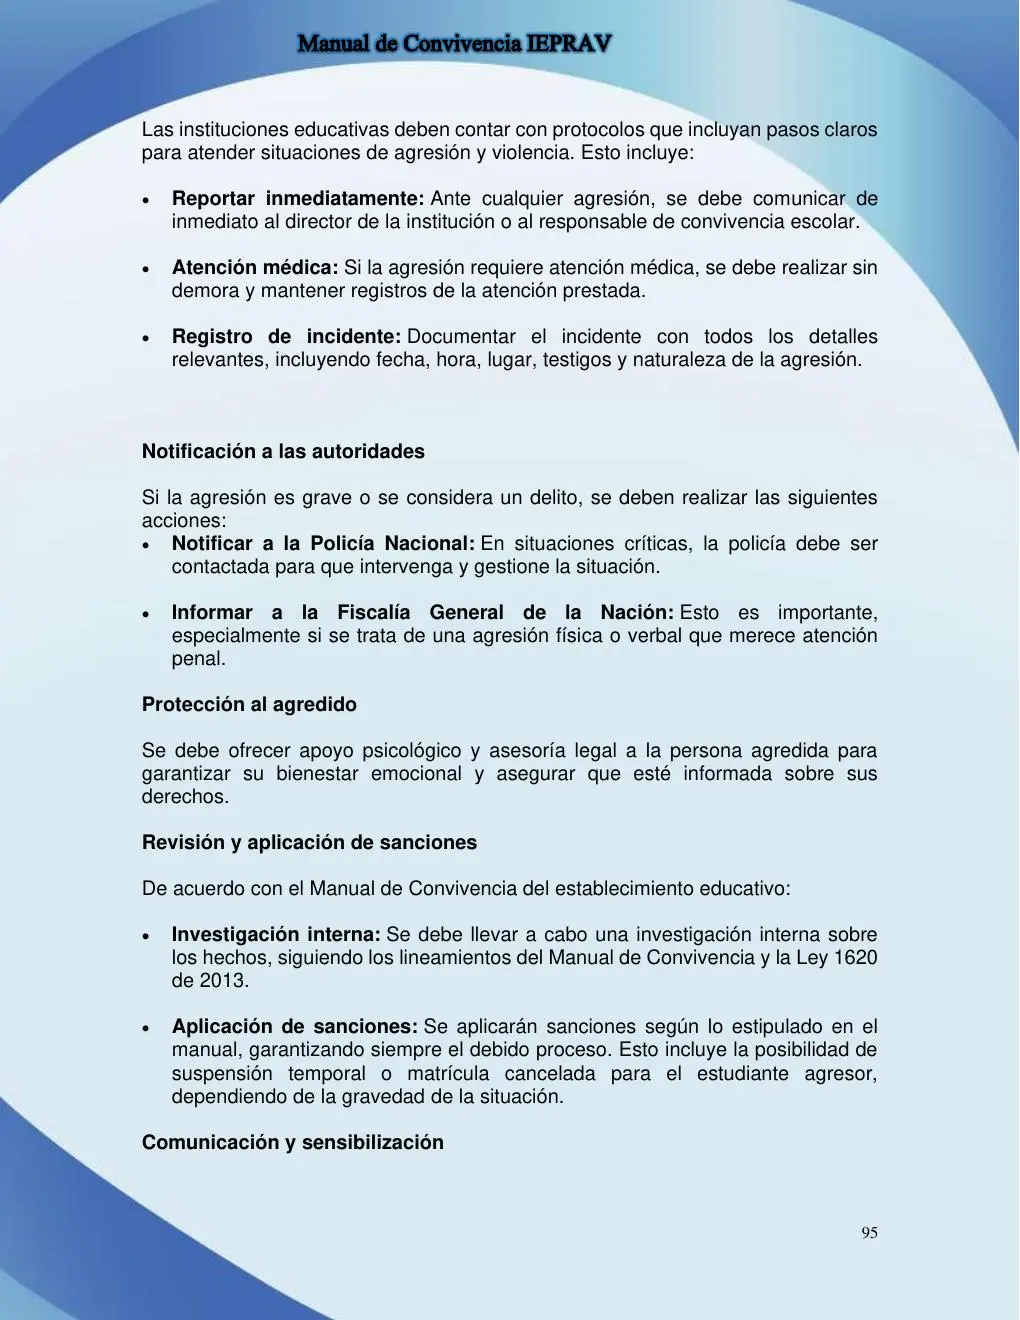 Manual de Convivencia IEPRAV
Las instituciones educativas deben contar con protocolos que incluyan pasos claros
para atender situaciones de agresión y violencia. Esto incluye:
• Reportar inmediatamente: Ante cualquier agresión, se debe comunicar de
inmediato al director de la institución o al responsable de convivencia escolar.
• Atención médica: Si la agresión requiere atención médica, se debe realizar sin
demora y mantener registros de la atención prestada.
• Registro de incidente: Documentar el incidente con todos los detalles
relevantes, incluyendo fecha, hora, lugar, testigos y naturaleza de la agresión.
Notificación a las autoridades
Si la agresión es grave o se considera un delito, se deben realizar las siguientes
acciones:
• Notificar a la Policía Nacional: En situaciones críticas, la policía debe ser
contactada para que intervenga y gestione la situación.
• Informar a la Fiscalía General de la Nación: Esto es importante,
especialmente si se trata de una agresión física o verbal que merece atención
penal.
Protección al agredido
Se debe ofrecer apoyo psicológico y asesoría legal a la persona agredida para
garantizar su bienestar emocional y asegurar que esté informada sobre sus
derechos.
Revisión y aplicación de sanciones
De acuerdo con el Manual de Convivencia del establecimiento educativo:
• Investigación interna: Se debe llevar a cabo una investigación interna sobre
los hechos, siguiendo los lineamientos del Manual de Convivencia y la Ley 1620
de 2013.
• Aplicación de sanciones: Se aplicarán sanciones según lo estipulado en el
manual, garantizando siempre el debido proceso. Esto incluye la posibilidad de
suspensión temporal o matrícula cancelada para el estudiante agresor,
dependiendo de la gravedad de la situación.
Comunicación y sensibilización
95